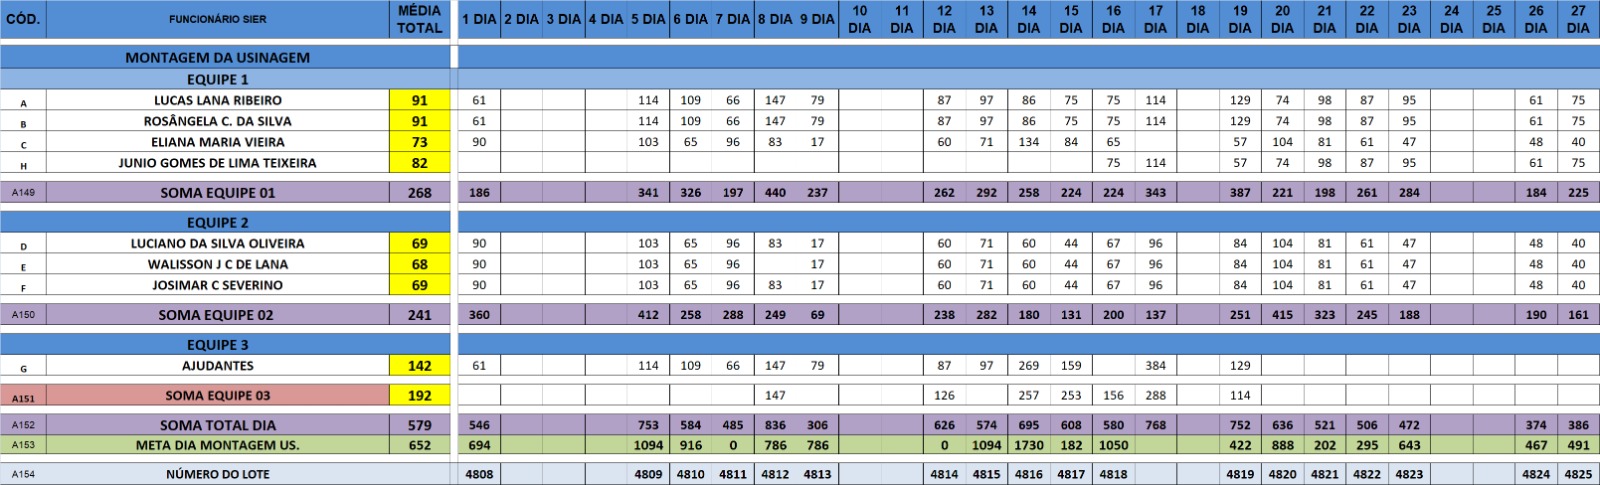 CÓD. FUNCIONÁRIO SIER MÉDIA TOTAL 1 DIA 2 DIA 3 DIA 4 DIA 5 DIA 6 DIA 7 DIA 8 DIA 9 DIA 10 DIA 11 DIA 12 DIA 13 DIA 14 DIA 15 DIA 16 DIA 17 DIA 18 DIA 19 DIA 20 DIA 21 DIA 22 DIA 23 DIA 24 DIA 25 DIA 26 DIA 27 DIA
MONTAGEM DA USINAGEM
EQUIPE 1
A LUCAS LANA RIBEIRO 91 61 114 109 66 147 79 87 97 86 75 75 114 129 74 98 87 95 61 75
B ROSÂNGELA C. DA SILVA 91 61 114 109 66 147 79 87 97 86 75 75 114 129 74 98 87 95 61 75
C ELIANA MARIA VIEIRA 73 90 103 65 96 83 17 60 71 134 84 65 57 104 81 61 47 48 40
H JUNIO GOMES DE LIMA TEIXEIRA 82 75 114 57 74 98 87 95 61 75
A149 SOMA EQUIPE 01 268 186 341 326 197 440 237 262 292 258 224 224 343 387 221 198 261 284 184 225
EQUIPE 2
D LUCIANO DA SILVA OLIVEIRA 69 90 103 65 96 83 17 60 71 60 44 67 96 84 104 81 61 47 48 40
E WALISSON J C DE LANA 68 90 103 65 96 17 60 71 60 44 67 96 84 104 81 61 47 48 40
F JOSIMAR C SEVERINO 69 90 103 65 96 83 17 60 71 60 44 67 96 84 104 81 61 47 48 40
A150 SOMA EQUIPE 02 241 360 412 258 288 249 69 238 282 180 131 200 137 251 415 323 245 188 190 161
EQUIPE 3
G AJUDANTES 142 61 114 109 66 147 79 87 97 269 159 384 129
A151 SOMA EQUIPE 03 192 147 126 257 253 156 288 114
A152 SOMA TOTAL DIA 579 546 753 584 485 836 306 626 574 695 608 580 768 752 636 521 506 472 374 386
A153 META DIA MONTAGEM US. 652 694 1094 916 0 786 786 0 1094 1730 182 1050 422 888 202 295 643 467 491
A154 NÚMERO DO LOTE 4808 4809 4810 4811 4812 4813 4814 4815 4816 4817 4818 4819 4820 4821 4822 4823 4824 4825